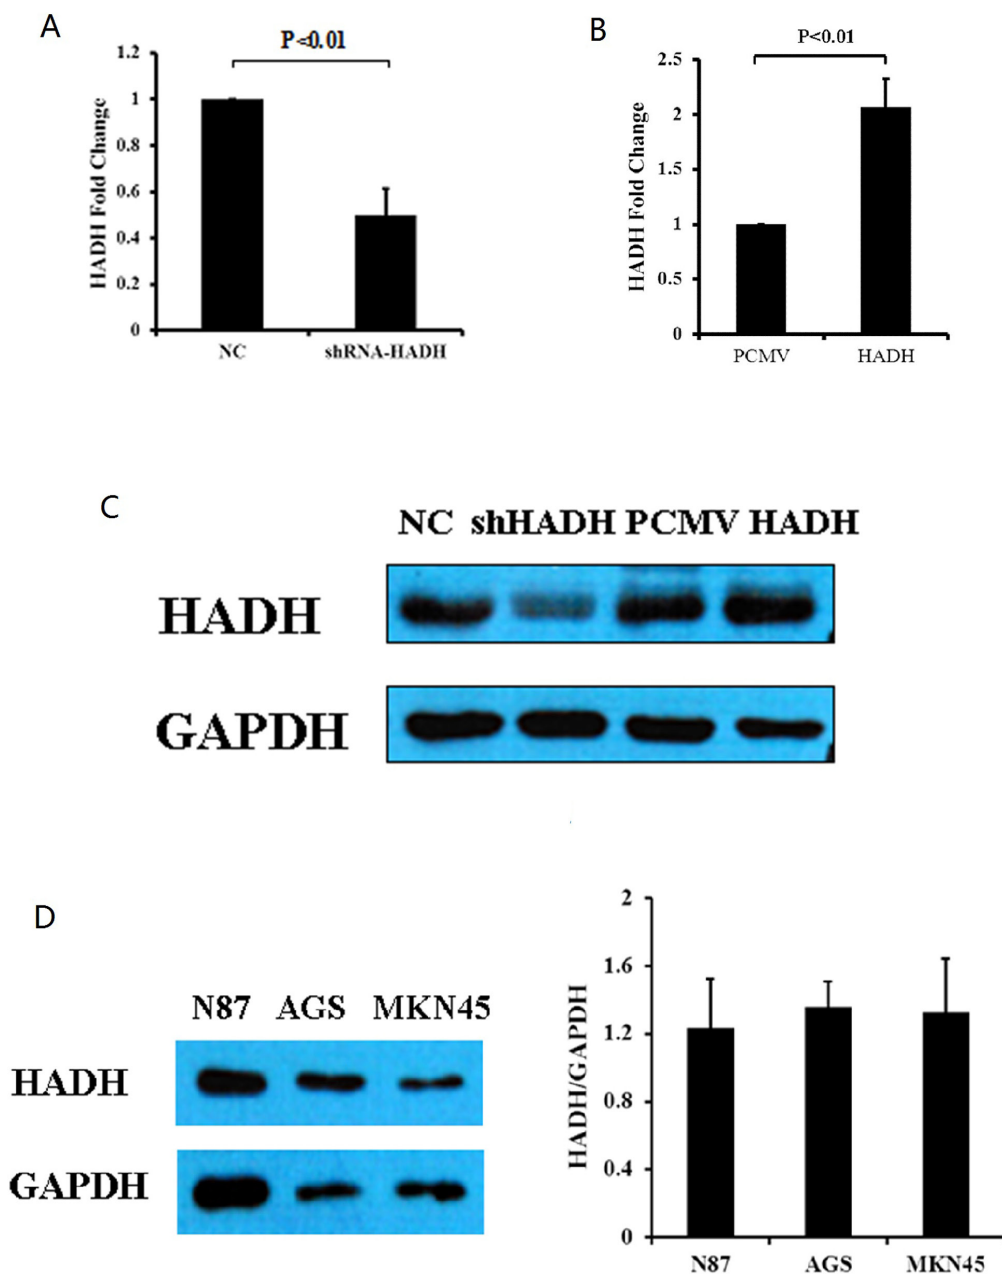 A
P<0.01
HADH Fold Change
1.2
1
0.8
0.6
0.4
0.2
0
NC shRNA-HADH
B
P<0.01
HADH Fold Change
2.5
2
1.5
1
0.5
0
PCMV HADH
C
NC shHADH PCMV HADH
HADH
GAPDH
D
N87 AGS MKN45
HADH
GAPDH
HADH/GAPDH
2
1.6
1.2
0.8
0.4
0
N87 AGS MKN45